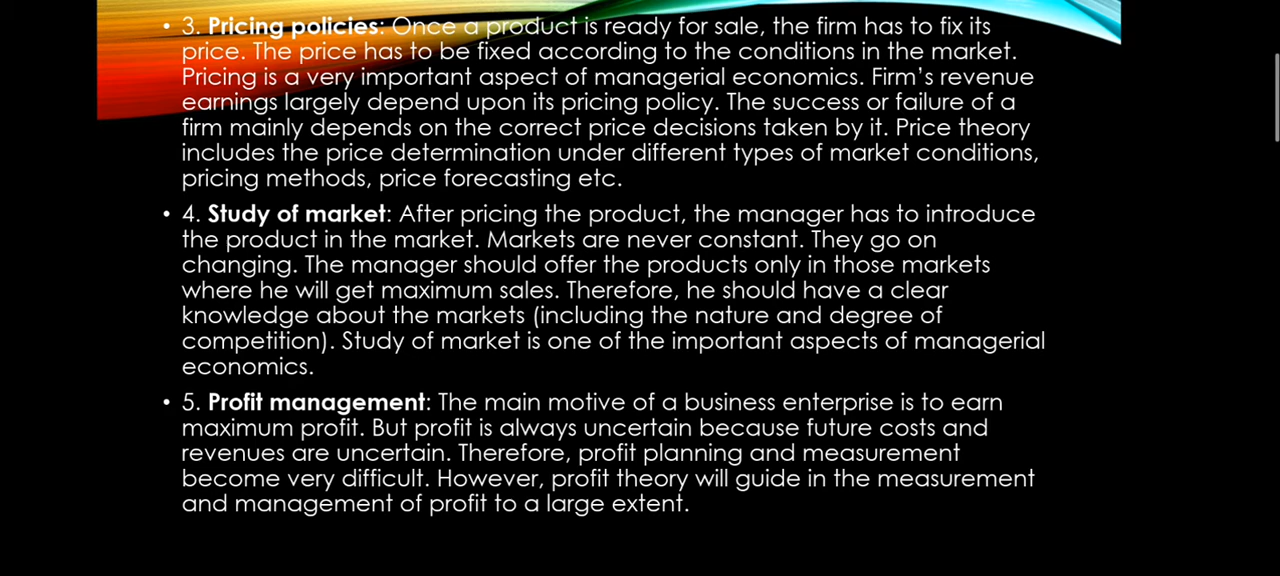 • 3. Pricing policies: Once a product is ready for sale, the firm has to fix its
price. The price has to be fixed according to the conditions in the market.
Pricing is a very important aspect of managerial economics. Firm's revenue
earnings largely depend upon its pricing policy. The success or failure of a
firm mainly depends on the correct price decisions taken by it. Price theory
includes the price determination under different types of market conditions,
pricing methods, price forecasting etc.
• 4. Study of market: After pricing the product, the manager has to introduce
the product in the market. Markets are never constant. They go on
changing. The manager should offer the products only in those markets
where he will get maximum sales. Therefore, he should have a clear
knowledge about the markets (including the nature and degree of
competition). Study of market is one of the important aspects of managerial
economics.
• 5. Profit management: The main motive of a business enterprise is to earn
maximum profit. But profit is always uncertain because future costs and
revenues are uncertain. Therefore, profit planning and measurement
become very difficult. However, profit theory will guide in the measurement
and management of profit to a large extent.